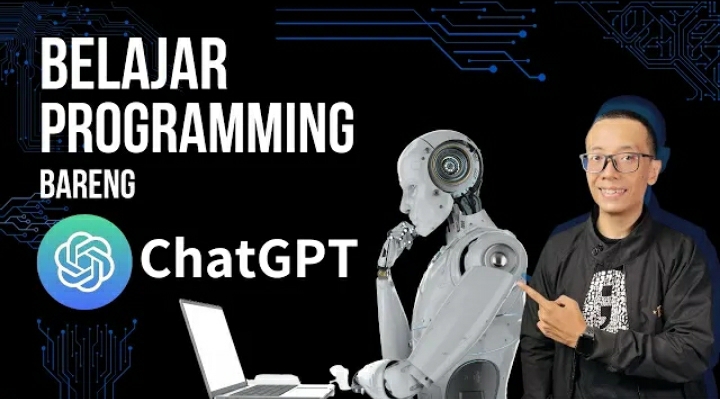 BELAJAR
PROGRAMMING
BARENG
ChatGPT